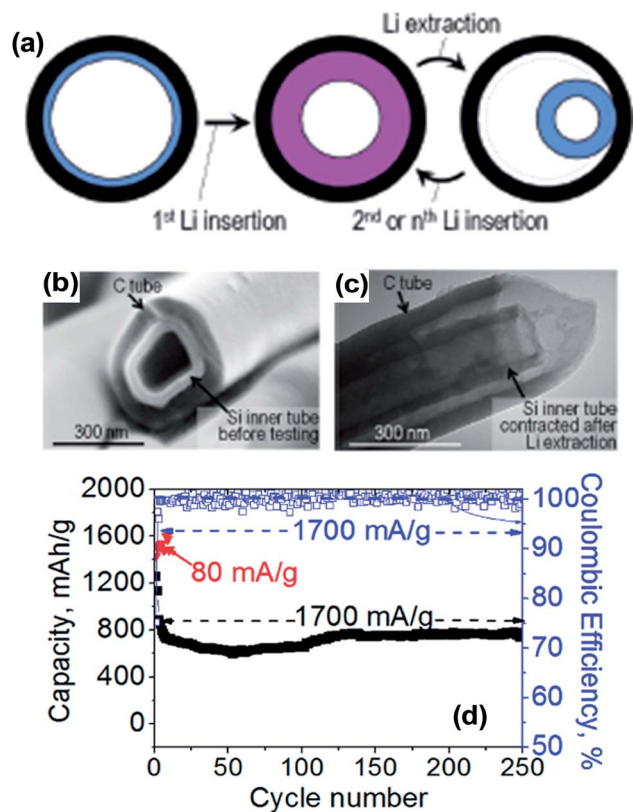 (a)
Li extraction
1st Li insertion
2nd or nth Li insertion
(b)
C tube
Si inner tube
before testing
300 nm
(c)
C tube
Si inner tube
contracted after
Li extraction
300 nm
2000
1600
1200
800
400
0
Capacity, mAh/g
1700 mA/g
80 mA/g
1700 mA/g
(d)
100
90
80
70
60
50
Coulombic Efficiency, %
0
50
100
150
200
250
Cycle number